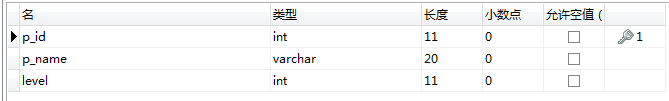 名 类型 长度 小数点 允许空值 (
p_id int 11 0 1
p_name varchar 20 0
level int 11 0